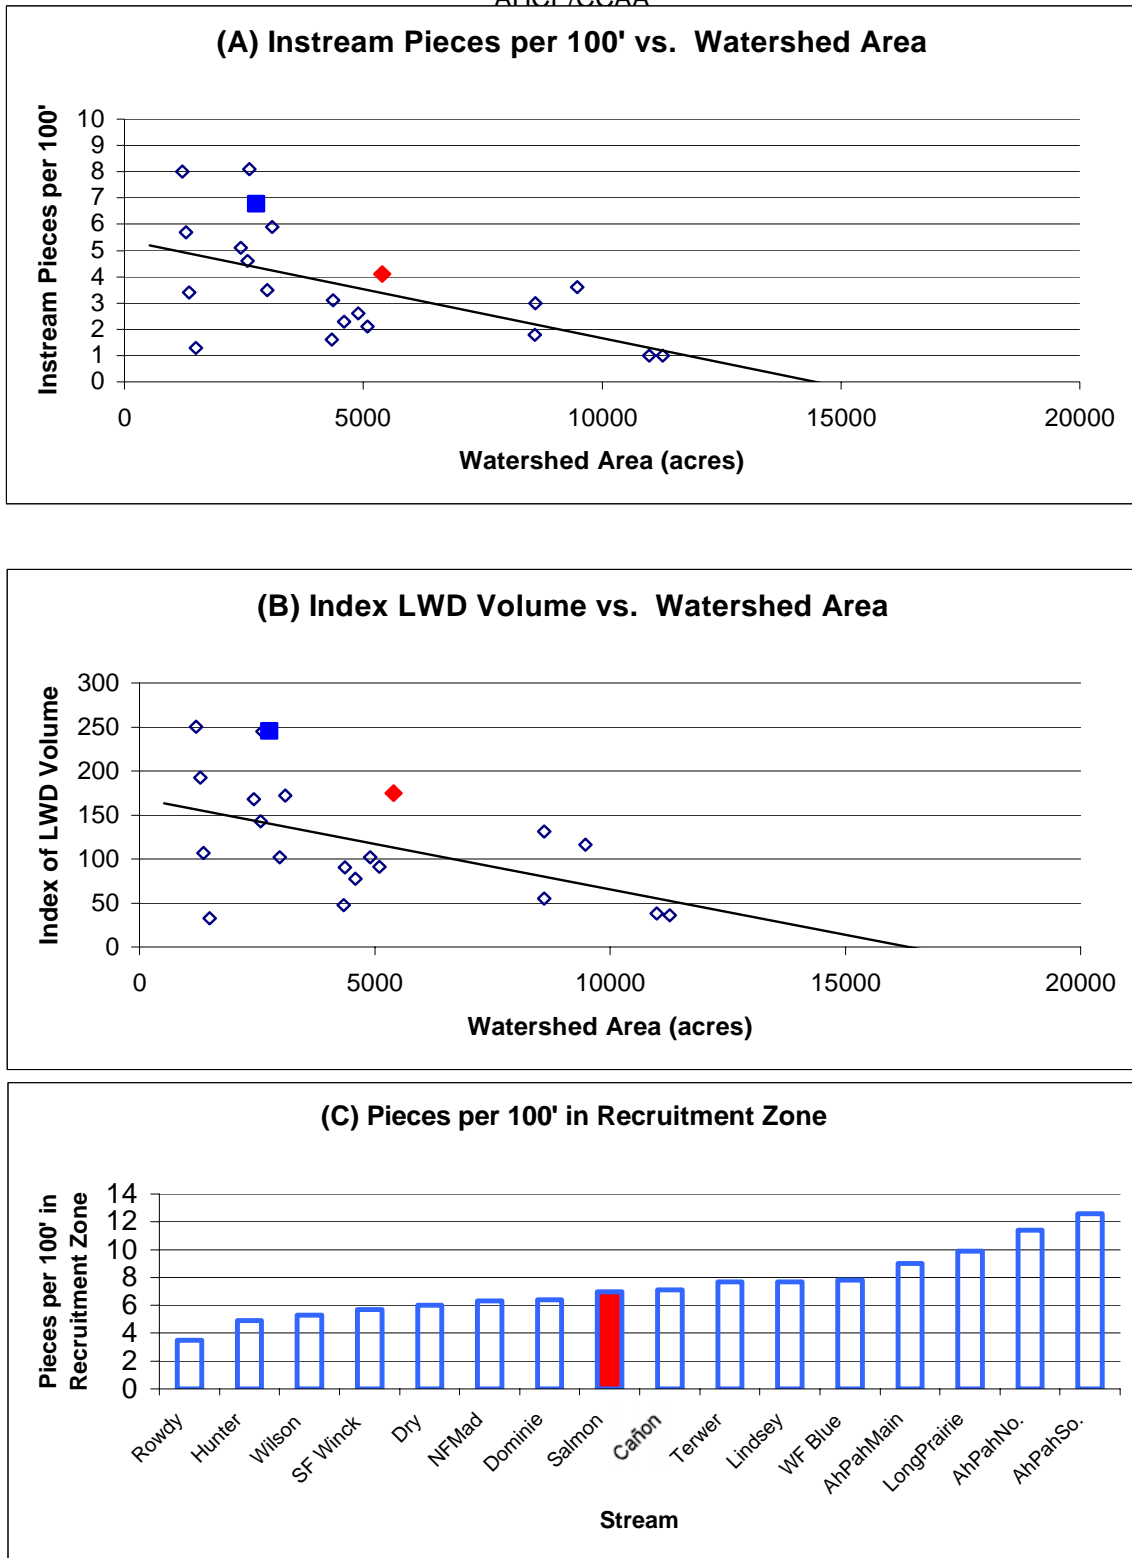 AHCP/CCAA
(A) Instream Pieces per 100' vs.  Watershed Area
Instream Pieces per 100'
10
9
8
7
6
5
4
3
2
1
0
0 5000 10000 15000 20000
Watershed Area (acres)
(B) Index LWD Volume vs.  Watershed Area
Index of LWD Volume
300
250
200
150
100
50
0
0 5000 10000 15000 20000
Watershed Area (acres)
(C) Pieces per 100' in Recruitment Zone
Pieces per 100' in
Recruitment Zone
14
12
10
8
6
4
2
0
Rowdy
Hunter
Wilson
SF Winck
Dry
NFMad
Dominie
Salmon
Cañon
Terwer
Lindsey
WF Blue
AhPahMain
LongPrairie
AhPahNo.
AhPahSo.
Stream